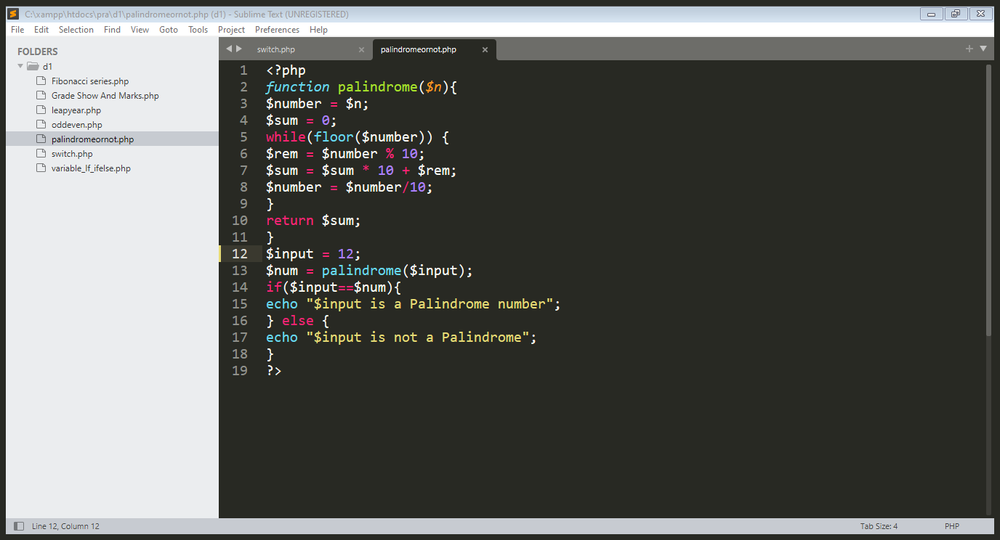 C:\xampp\htdocs\pra\d1\palindromeornot.php (d1) - Sublime Text (UNREGISTERED)
File Edit Selection Find View Goto Tools Project Preferences Help
FOLDERS
d1
Fibonacci series.php
Grade Show And Marks.php
leapyear.php
oddeven.php
palindromeornot.php
switch.php
variable_lf_ifelse.php
switch.php palindromeornot.php
1 <?php
2 function palindrome($n){
3 $number = $n;
4 $sum = 0;
5 while(floor($number)) {
6 $rem = $number % 10;
7 $sum = $sum * 10 + $rem;
8 $number = $number/10;
9 }
10 return $sum;
11 }
12 $input = 12;
13 $num = palindrome($input);
14 if($input==$num){
15 echo "$input is a Palindrome number";
16 } else {
17 echo "$input is not a Palindrome";
18 }
19 ?>
Line 12, Column 12 Tab Size: 4 PHP